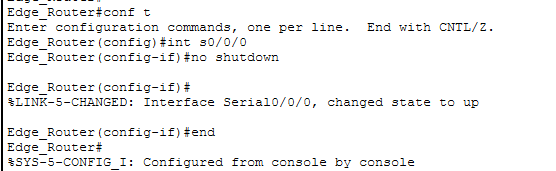 Edge_Router#conf t
Enter configuration commands, one per line.  End with CNTL/Z.
Edge_Router(config)#int s0/0/0
Edge_Router(config-if)#no shutdown
Edge_Router(config-if)#
%LINK-5-CHANGED: Interface Serial0/0/0, changed state to up
Edge_Router(config-if)#end
Edge_Router#
%SYS-5-CONFIG_I: Configured from console by console